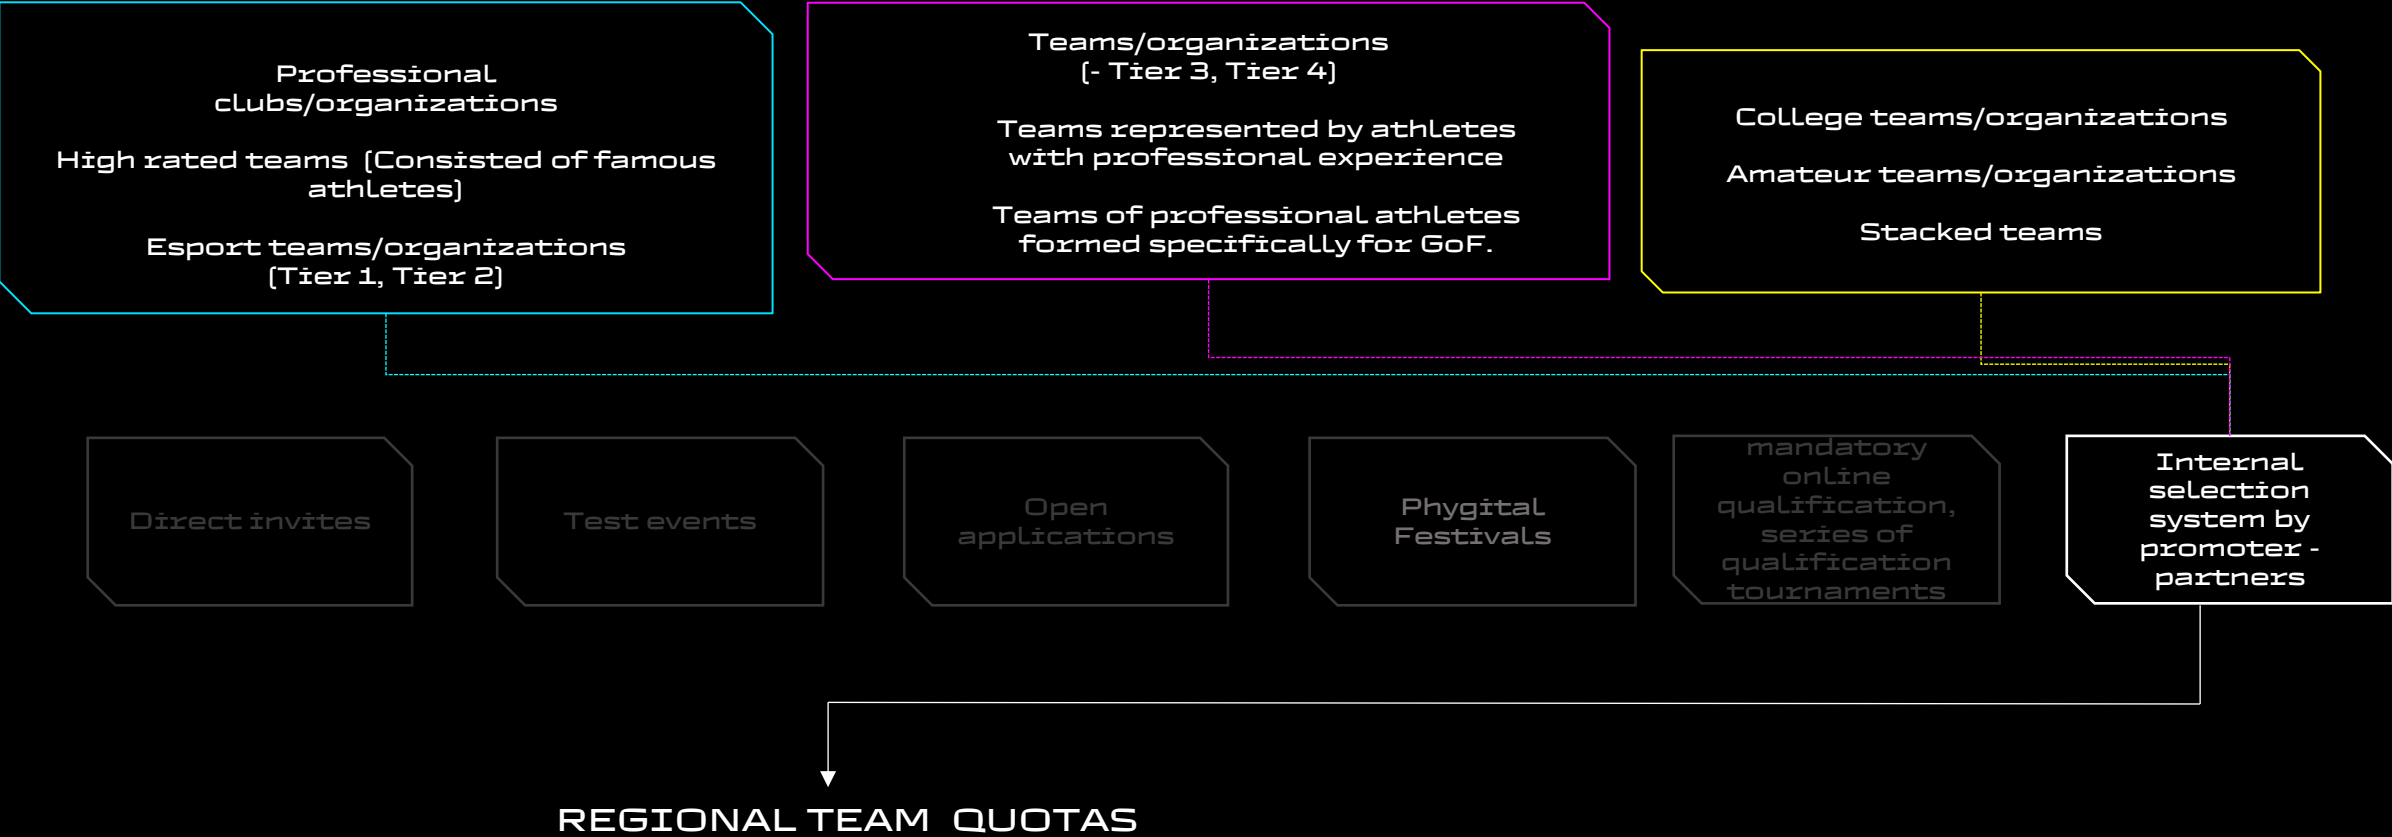 Professional
clubs/organizations
High rated teams (Consisted of famous
athletes)
Esport teams/organizations
(Tier 1, Tier 2)
Teams/organizations
(- Tier 3, Tier 4)
Teams represented by athletes
with professional experience
Teams of professional athletes
formed specifically for GoF.
College teams/organizations
Amateur teams/organizations
Stacked teams
Direct invites
Test events
Open
applications
Phygital
Festivals
mandatory
online
qualification,
series of
qualification
tournaments
Internal
selection
system by
promoter -
partners
REGIONAL TEAM QUOTAS